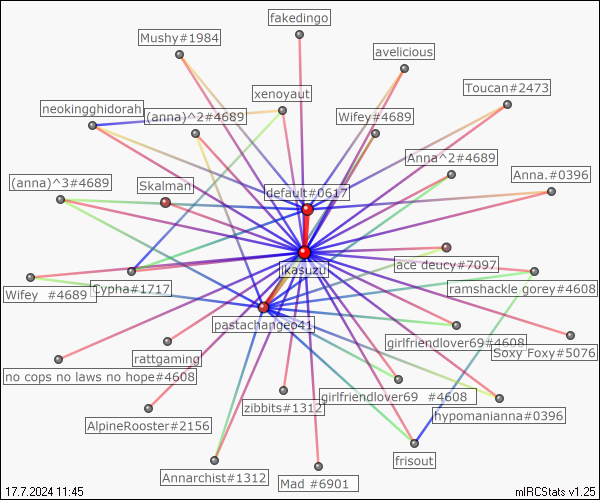 fakedingo
Mushy#1984
avelicious
Toucan#2473
xenoyaut
neokingghidorah
(anna)^2#4689
Wifey#4689
Anna^2#4689
Anna.#0396
(anna)^3#4689
Skalman
default#0617
ikasuzu
ace deucy#7097
Wifey  #4689
Cypha#1717
ramshackle gorey#4608
pastachangeo41
girlfriendlover69#4608
rattgaming
Soxy Foxy#5076
no cops no laws no hope#4608
girlfriendlover69  #4608
zibbits#1312
hypomanianna#0396
AlpineRooster#2156
frisout
Annarchist#1312
Mad  #6901
17.7.2024 11:45
mIRCStats v1.25